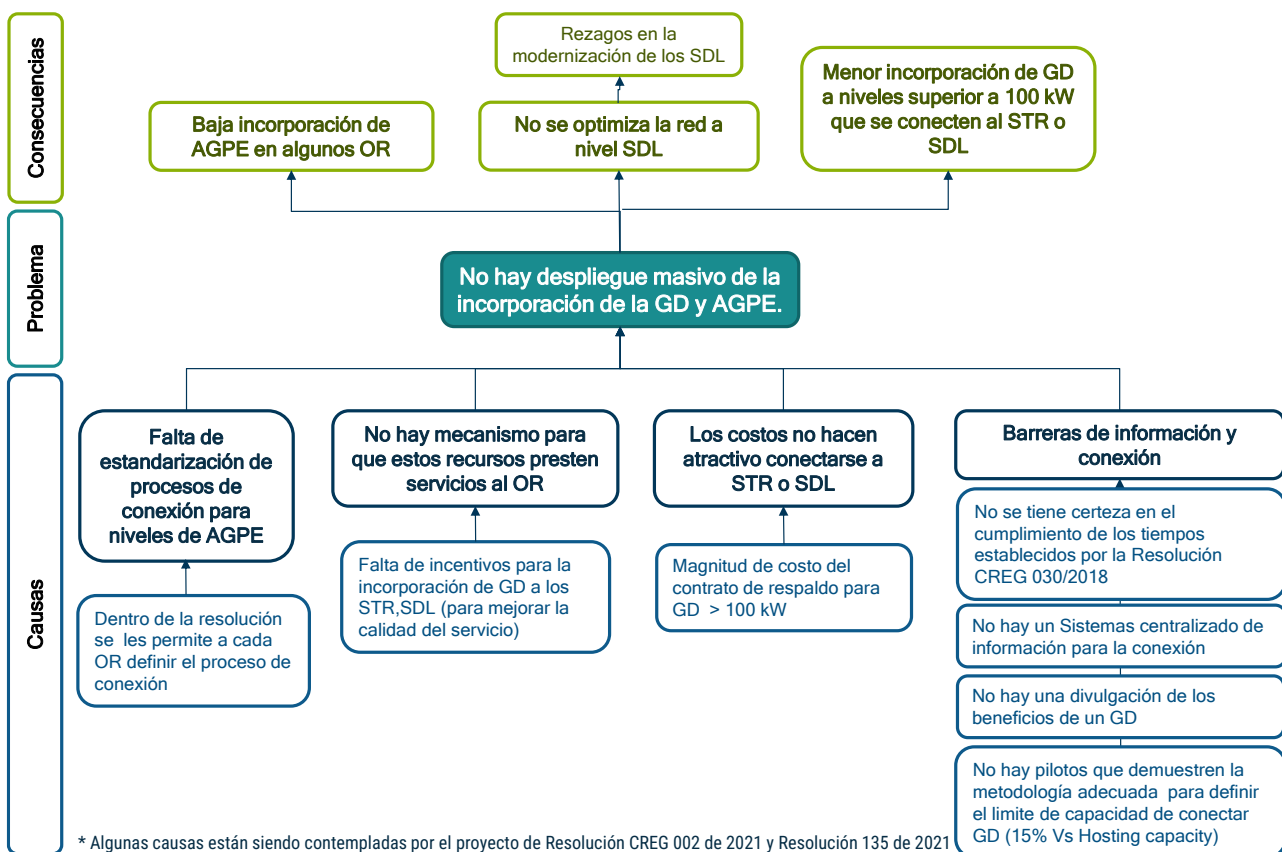 Consecuencias
Rezagos en la
modernización de los SDL
Baja incorporación de
AGPE en algunos OR
No se optimiza la red a
nivel SDL
Menor incorporación de GD
a niveles superior a 100 kW
que se conecten al STR o
SDL
Problema
No hay despliegue masivo de la
incorporación de la GD y AGPE.
Causas
Falta de
estandarización de
procesos de
conexión para
niveles de AGPE
Dentro de la resolución
se les permite a cada
OR definir el proceso de
conexión
No hay mecanismo para
que estos recursos presten
servicios al OR
Falta de incentivos para la
incorporación de GD a los
STR,SDL (para mejorar la
calidad del servicio)
Los costos no hacen
atractivo conectarse a
STR o SDL
Magnitud de costo del
contrato de respaldo para
GD > 100 kW
Barreras de información y
conexión
No se tiene certeza en el
cumplimiento de los tiempos
establecidos por la Resolución
CREG 030/2018
No hay un Sistemas centralizado de
información para la conexión
No hay una divulgación de los
beneficios de un GD
No hay pilotos que demuestren la
metodología adecuada para definir
el limite de capacidad de conectar
GD (15% Vs Hosting capacity)
* Algunas causas están siendo contempladas por el proyecto de Resolución CREG 002 de 2021 y Resolución 135 de 2021